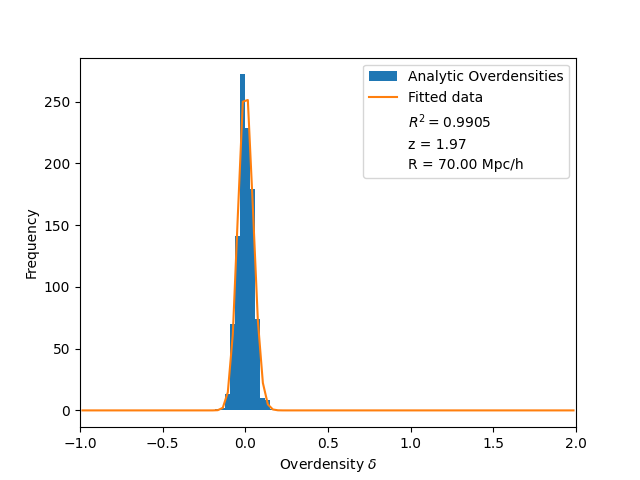 Analytic Overdensities
Fitted data
R² = 0.9905
z = 1.97
R = 70.00 Mpc/h
Frequency
250
200
150
100
50
0
−1.0 −0.5 0.0 0.5 1.0 1.5 2.0
Overdensity δ